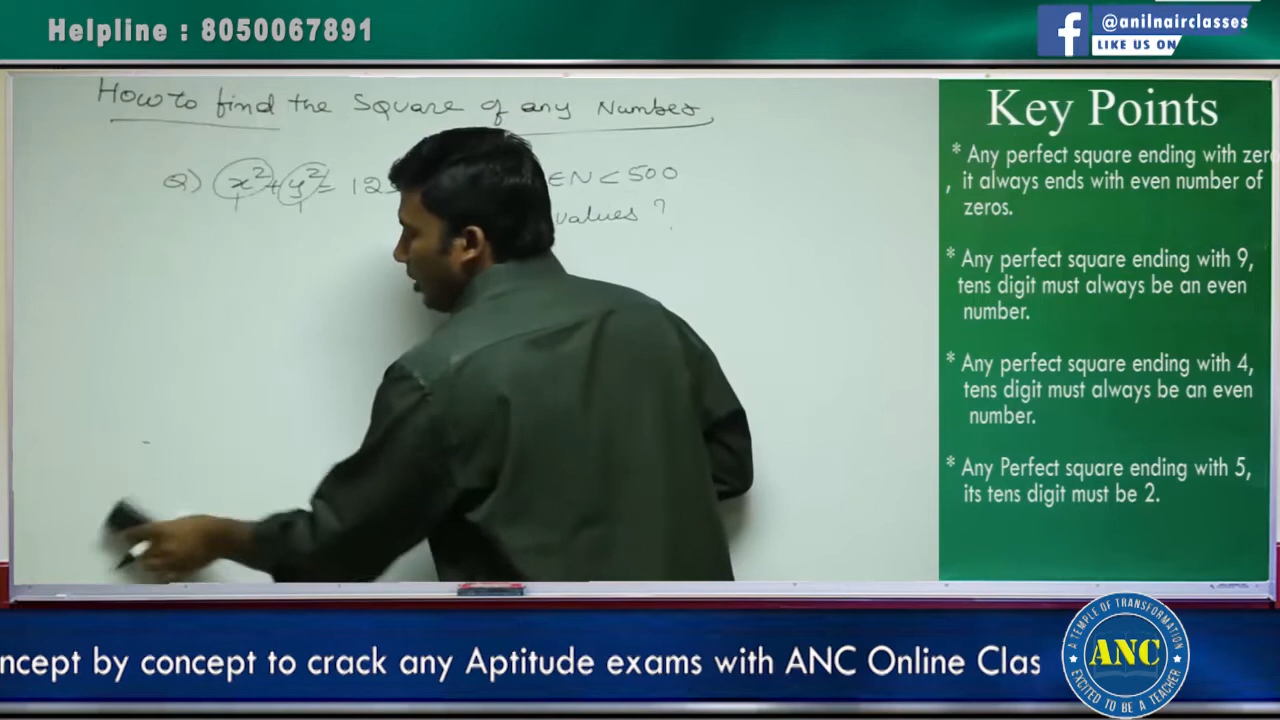 Helpline : 8050067891
@anilnairclasses
LIKE US ON
How to find the Square of any Number
Q) x²+y²= 12 EN<500
values ?
Key Points
* Any perfect square ending with zero
, it always ends with even number of
zeros.
* Any perfect square ending with 9,
tens digit must always be an even
number.
* Any perfect square ending with 4,
tens digit must always be an even
number.
* Any Perfect square ending with 5,
its tens digit must be 2.
ncept by concept to crack any Aptitude exams with ANC Online Clas
A TEMPLE OF TRANSFORMATION
ANC
EXCITED TO BE A TEACHER